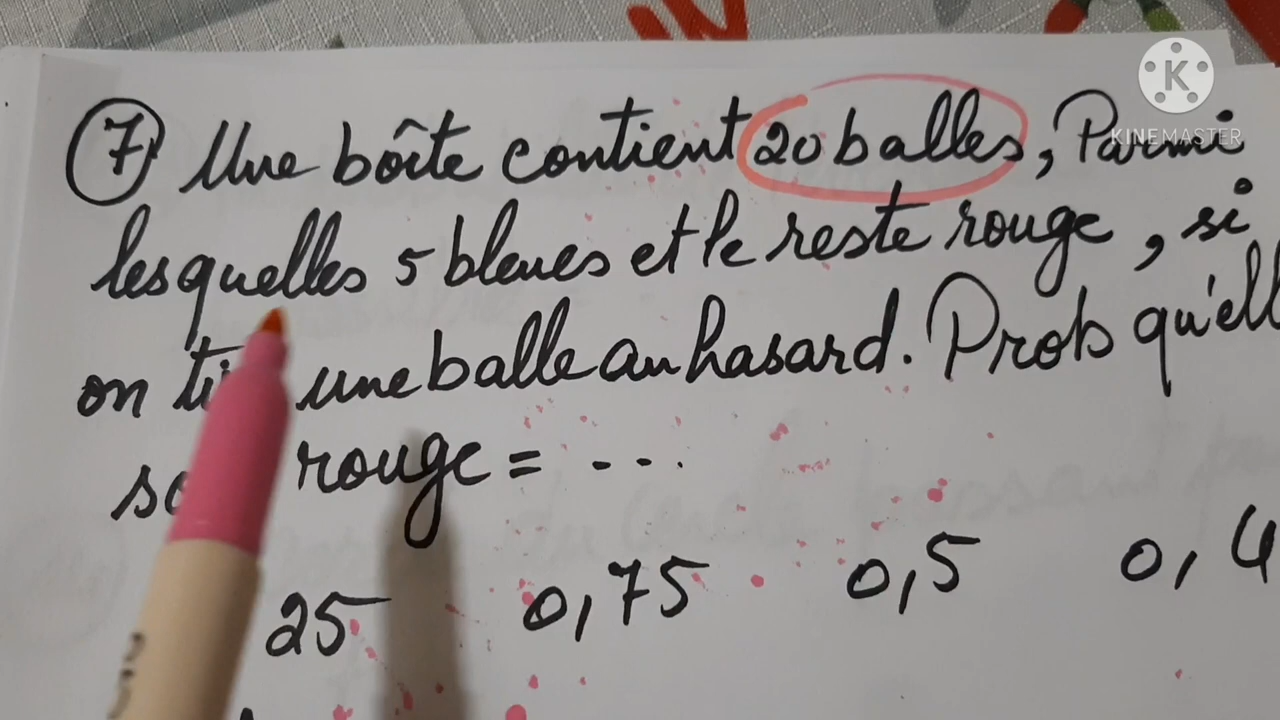 7 Une boîte contient 20 balles, Parmi
lesquelles 5 bleues et le reste rouge, si
on une balle au hasard. Prob qu'ell
rouge = ...
25 0,75 0,5 0,4
KINEMASTER